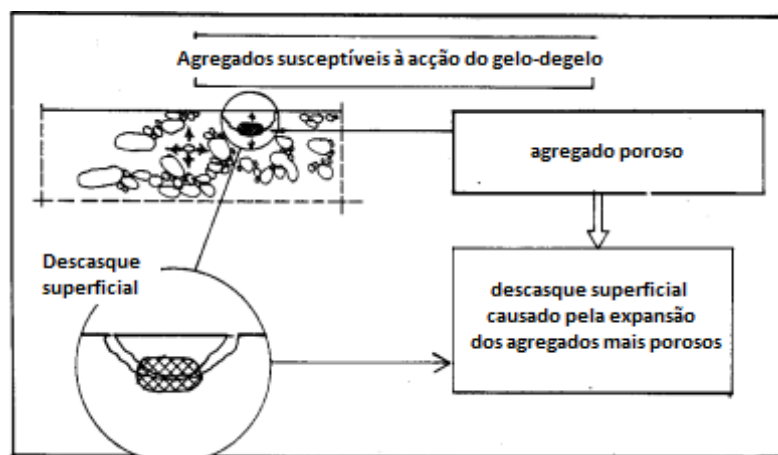 Agregados susceptíveis à acção do gelo-degelo
agregado poroso
Descasque
superficial
descasque superficial
causado pela expansão
dos agregados mais porosos